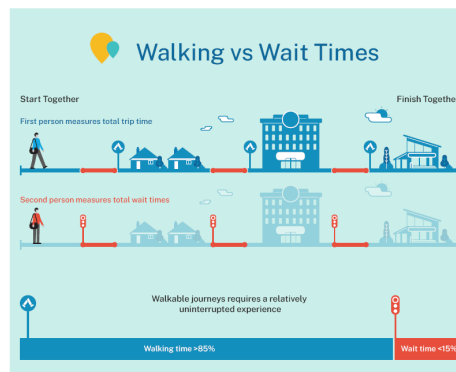 Walking vs Wait Times
Start Together
Finish Togethe
First person measures total trip time
Second person measures total wait times
Walkable journeys requires a relatively
uninterrupted experience
Walking time >85%
Wait time <15%